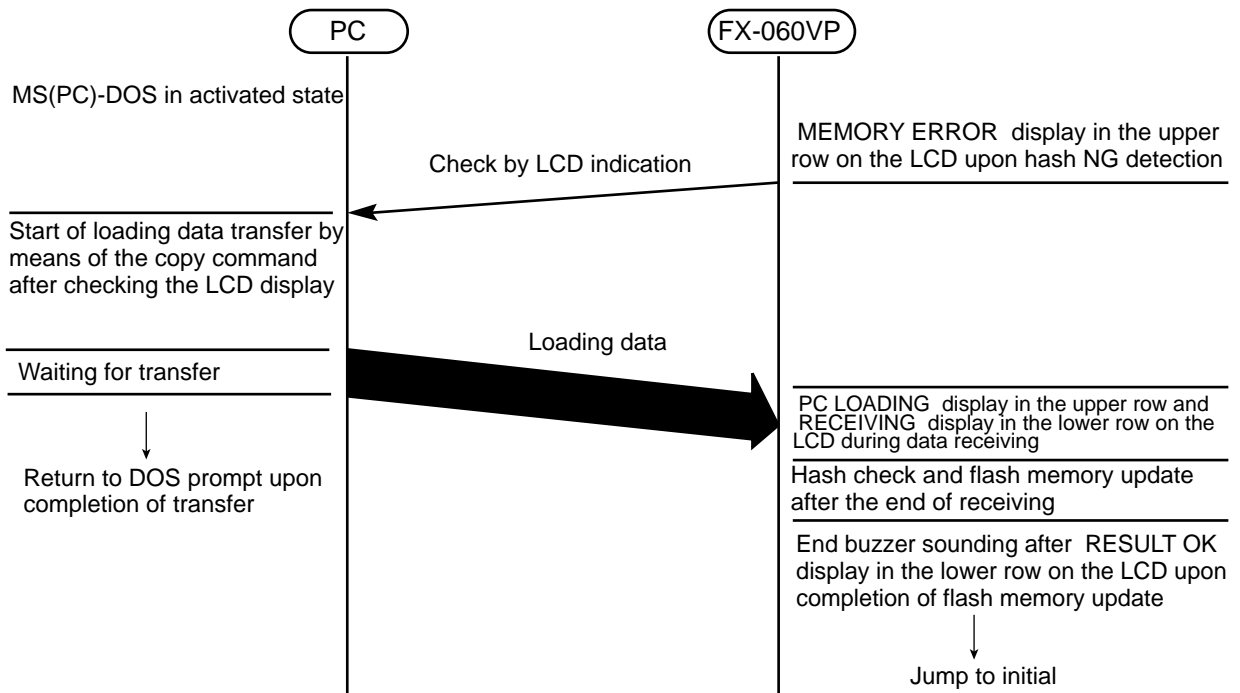 PC
FX-060VP
MS(PC)-DOS in activated state
MEMORY ERROR display in the upper
row on the LCD upon hash NG detection
Check by LCD indication
Start of loading data transfer by
means of the copy command
after checking the LCD display
Loading data
Waiting for transfer
PC LOADING display in the upper row and
RECEIVING display in the lower row on the
LCD during data receiving
Return to DOS prompt upon
completion of transfer
Hash check and flash memory update
after the end of receiving
End buzzer sounding after RESULT OK
display in the lower row on the LCD upon
completion of flash memory update
Jump to initial